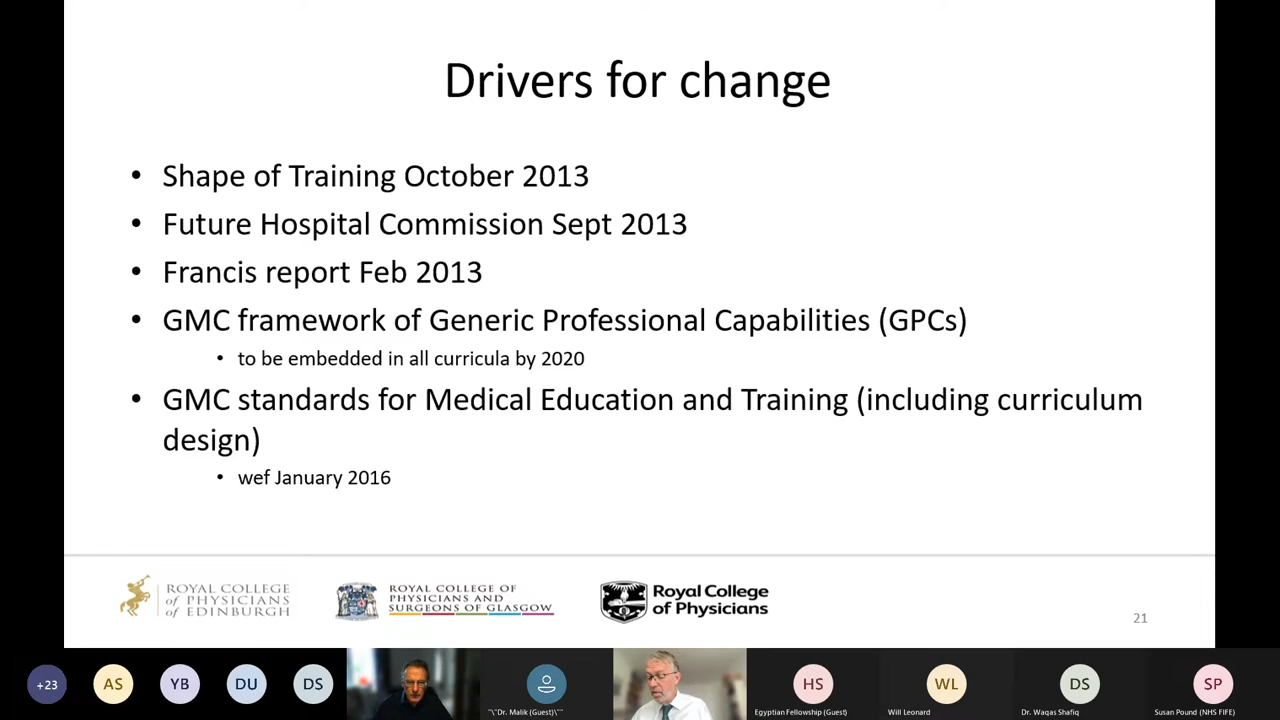 Drivers for change
• Shape of Training October 2013
• Future Hospital Commission Sept 2013
• Francis report Feb 2013
• GMC framework of Generic Professional Capabilities (GPCs)
• to be embedded in all curricula by 2020
• GMC standards for Medical Education and Training (including curriculum
design)
• wef January 2016
ROYAL COLLEGE
of PHYSICIANS
of EDINBURGH
ROYAL COLLEGE OF
PHYSICIANS AND
SURGEONS OF GLASGOW
Royal College
of Physicians
21
+23
AS
YB
DU
DS
HS
WL
DS
SP
"\"Dr. Malik (Guest)\""
Egyptian Fellowship (Guest)
Will Leonard
Dr. Waqas Shafiq
Susan Pound (NHS FIFE)